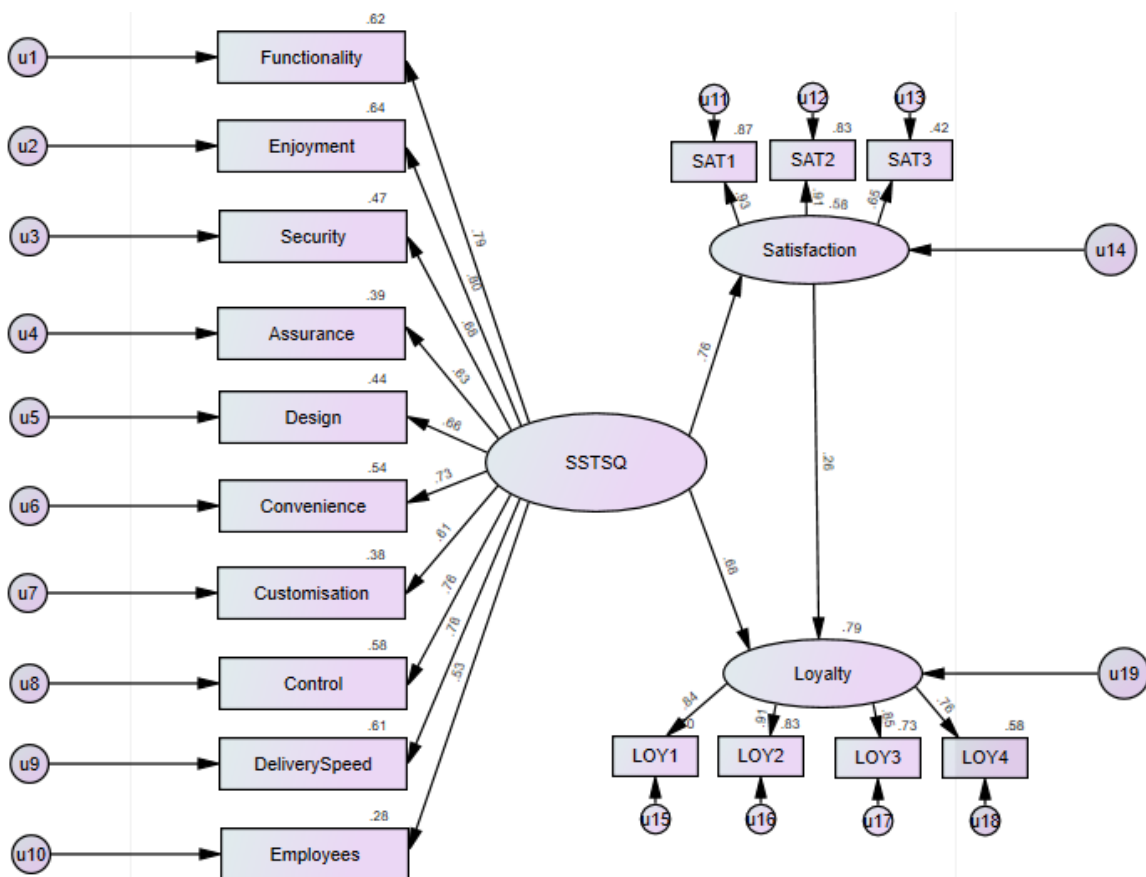 .62
u1
Functionality
.64
u2
Enjoyment
.47
u3
Security
.39
u4
Assurance
.44
u5
Design
.54
u6
Convenience
.38
u7
Customisation
.58
u8
Control
.61
u9
DeliverySpeed
.28
u10
Employees
.79
.80
.68
.63
.66
.73
.61
.76
.78
.53
SSTSQ
.76
.68
u11
u12
u13
.87
.83
.42
SAT1
SAT2
SAT3
.93
.91
.58
.65
Satisfaction
u14
.26
.79
Loyalty
u19
.84
.91
.85
.76
0
.83
.73
.58
LOY1
LOY2
LOY3
LOY4
u15
u16
u17
u18